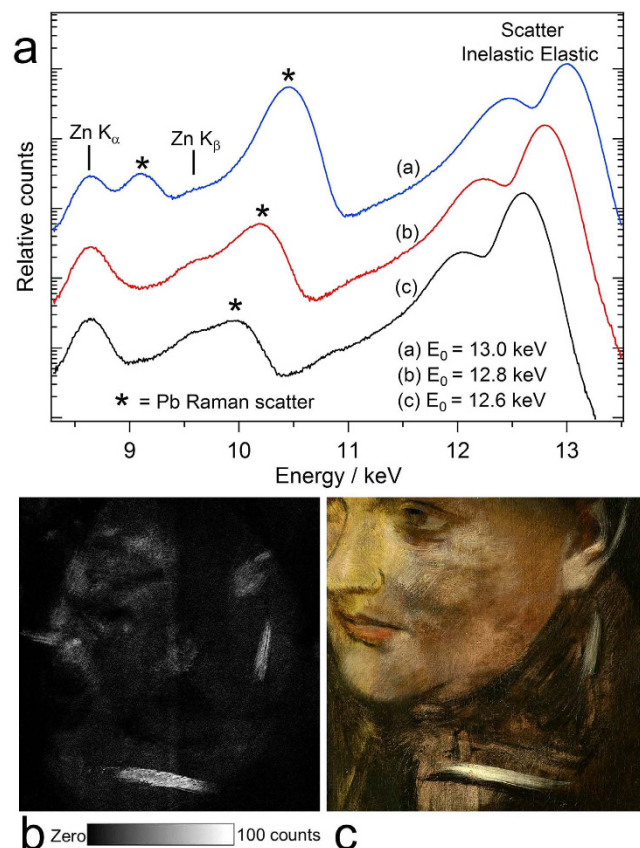 a
Scatter
Inelastic Elastic
*
Zn Kα
*
Zn Kβ
(a)
*
(b)
*
(c)
(a) E₀ = 13.0 keV
(b) E₀ = 12.8 keV
(c) E₀ = 12.6 keV
* = Pb Raman scatter
Relative counts
9 10 11 12 13
Energy / keV
b Zero 100 counts c